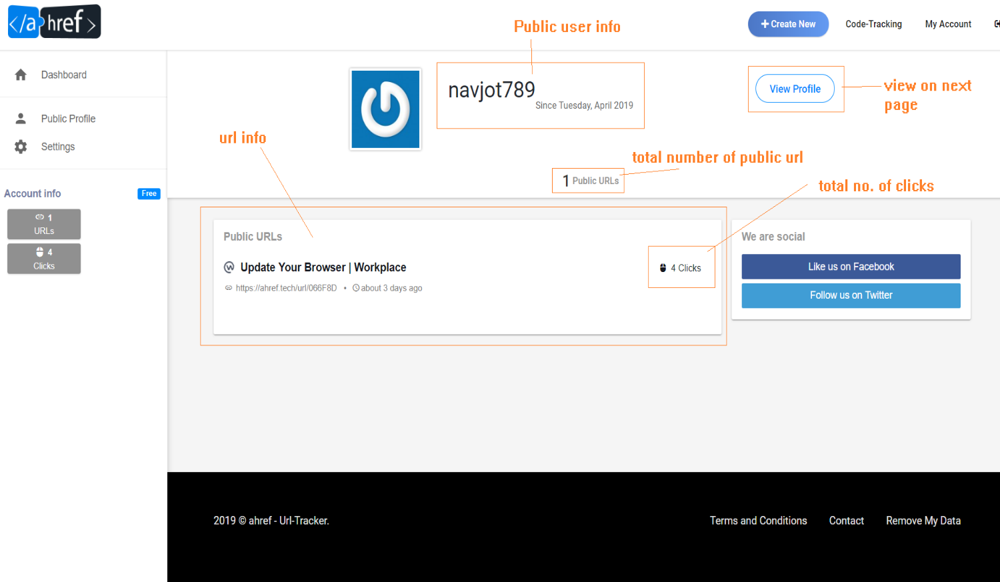 </a href >
Create New
Code-Tracking
My Account
Public user info
Dashboard
Public Profile
Settings
Account info
Free
1
URLs
4
Clicks
navjot789
Since Tuesday, April 2019
View Profile
view on next
page
url info
total number of public url
1 Public URLs
total no. of clicks
Public URLs
Update Your Browser | Workplace
https://ahref.tech/url/066F8D • about 3 days ago
4 Clicks
We are social
Like us on Facebook
Follow us on Twitter
2019 © ahref - Url-Tracker.
Terms and Conditions
Contact
Remove My Data